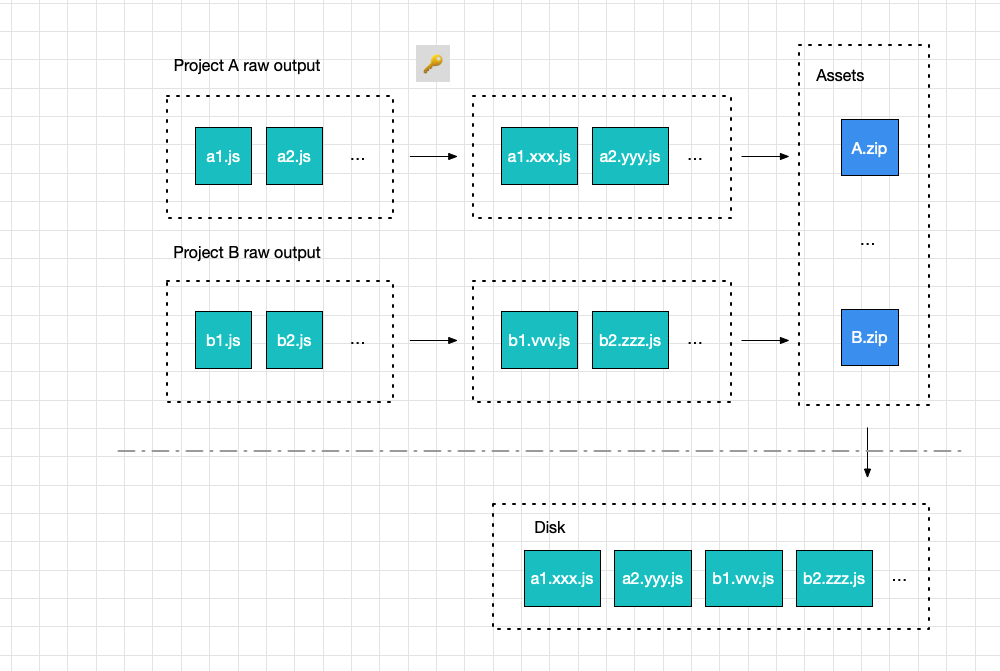 Project A raw output
Assets
a1.js
a2.js
...
a1.xxx.js
a2.yyy.js
...
A.zip
...
Project B raw output
b1.js
b2.js
...
b1.vvv.js
b2.zzz.js
...
B.zip
Disk
a1.xxx.js
a2.yyy.js
b1.vvv.js
b2.zzz.js
...